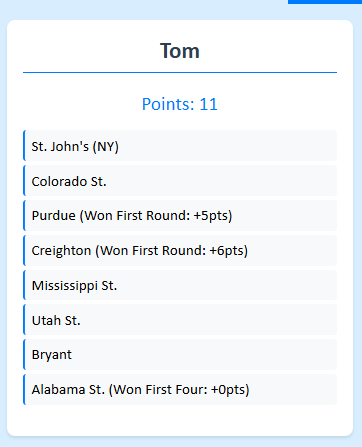 Tom
Points: 11
St. John's (NY)
Colorado St.
Purdue (Won First Round: +5pts)
Creighton (Won First Round: +6pts)
Mississippi St.
Utah St.
Bryant
Alabama St. (Won First Four: +0pts)